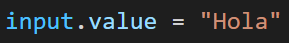 input.value = "Hola"